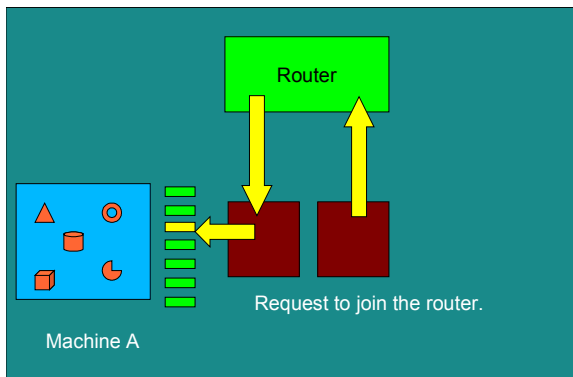 Router
Request to join the router.
Machine A